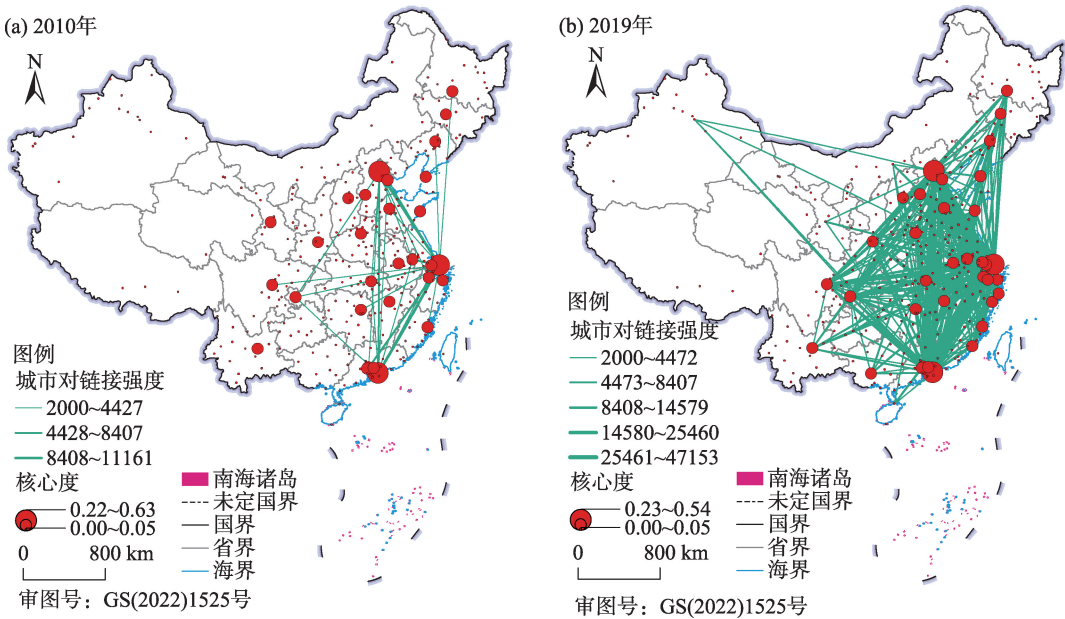 (a) 2010年
N
图例
城市对链接强度
2000~4427
4428~8407
8408~11161
核心度
0.22~0.63
0.00~0.05
0 800 km
南海诸岛
未定国界
国界
省界
海界
审图号：GS(2022)1525号
(b) 2019年
N
图例
城市对链接强度
2000~4472
4473~8407
8408~14579
14580~25460
25461~47153
核心度
0.23~0.54
0.00~0.05
0 800 km
南海诸岛
未定国界
国界
省界
海界
审图号：GS(2022)1525号